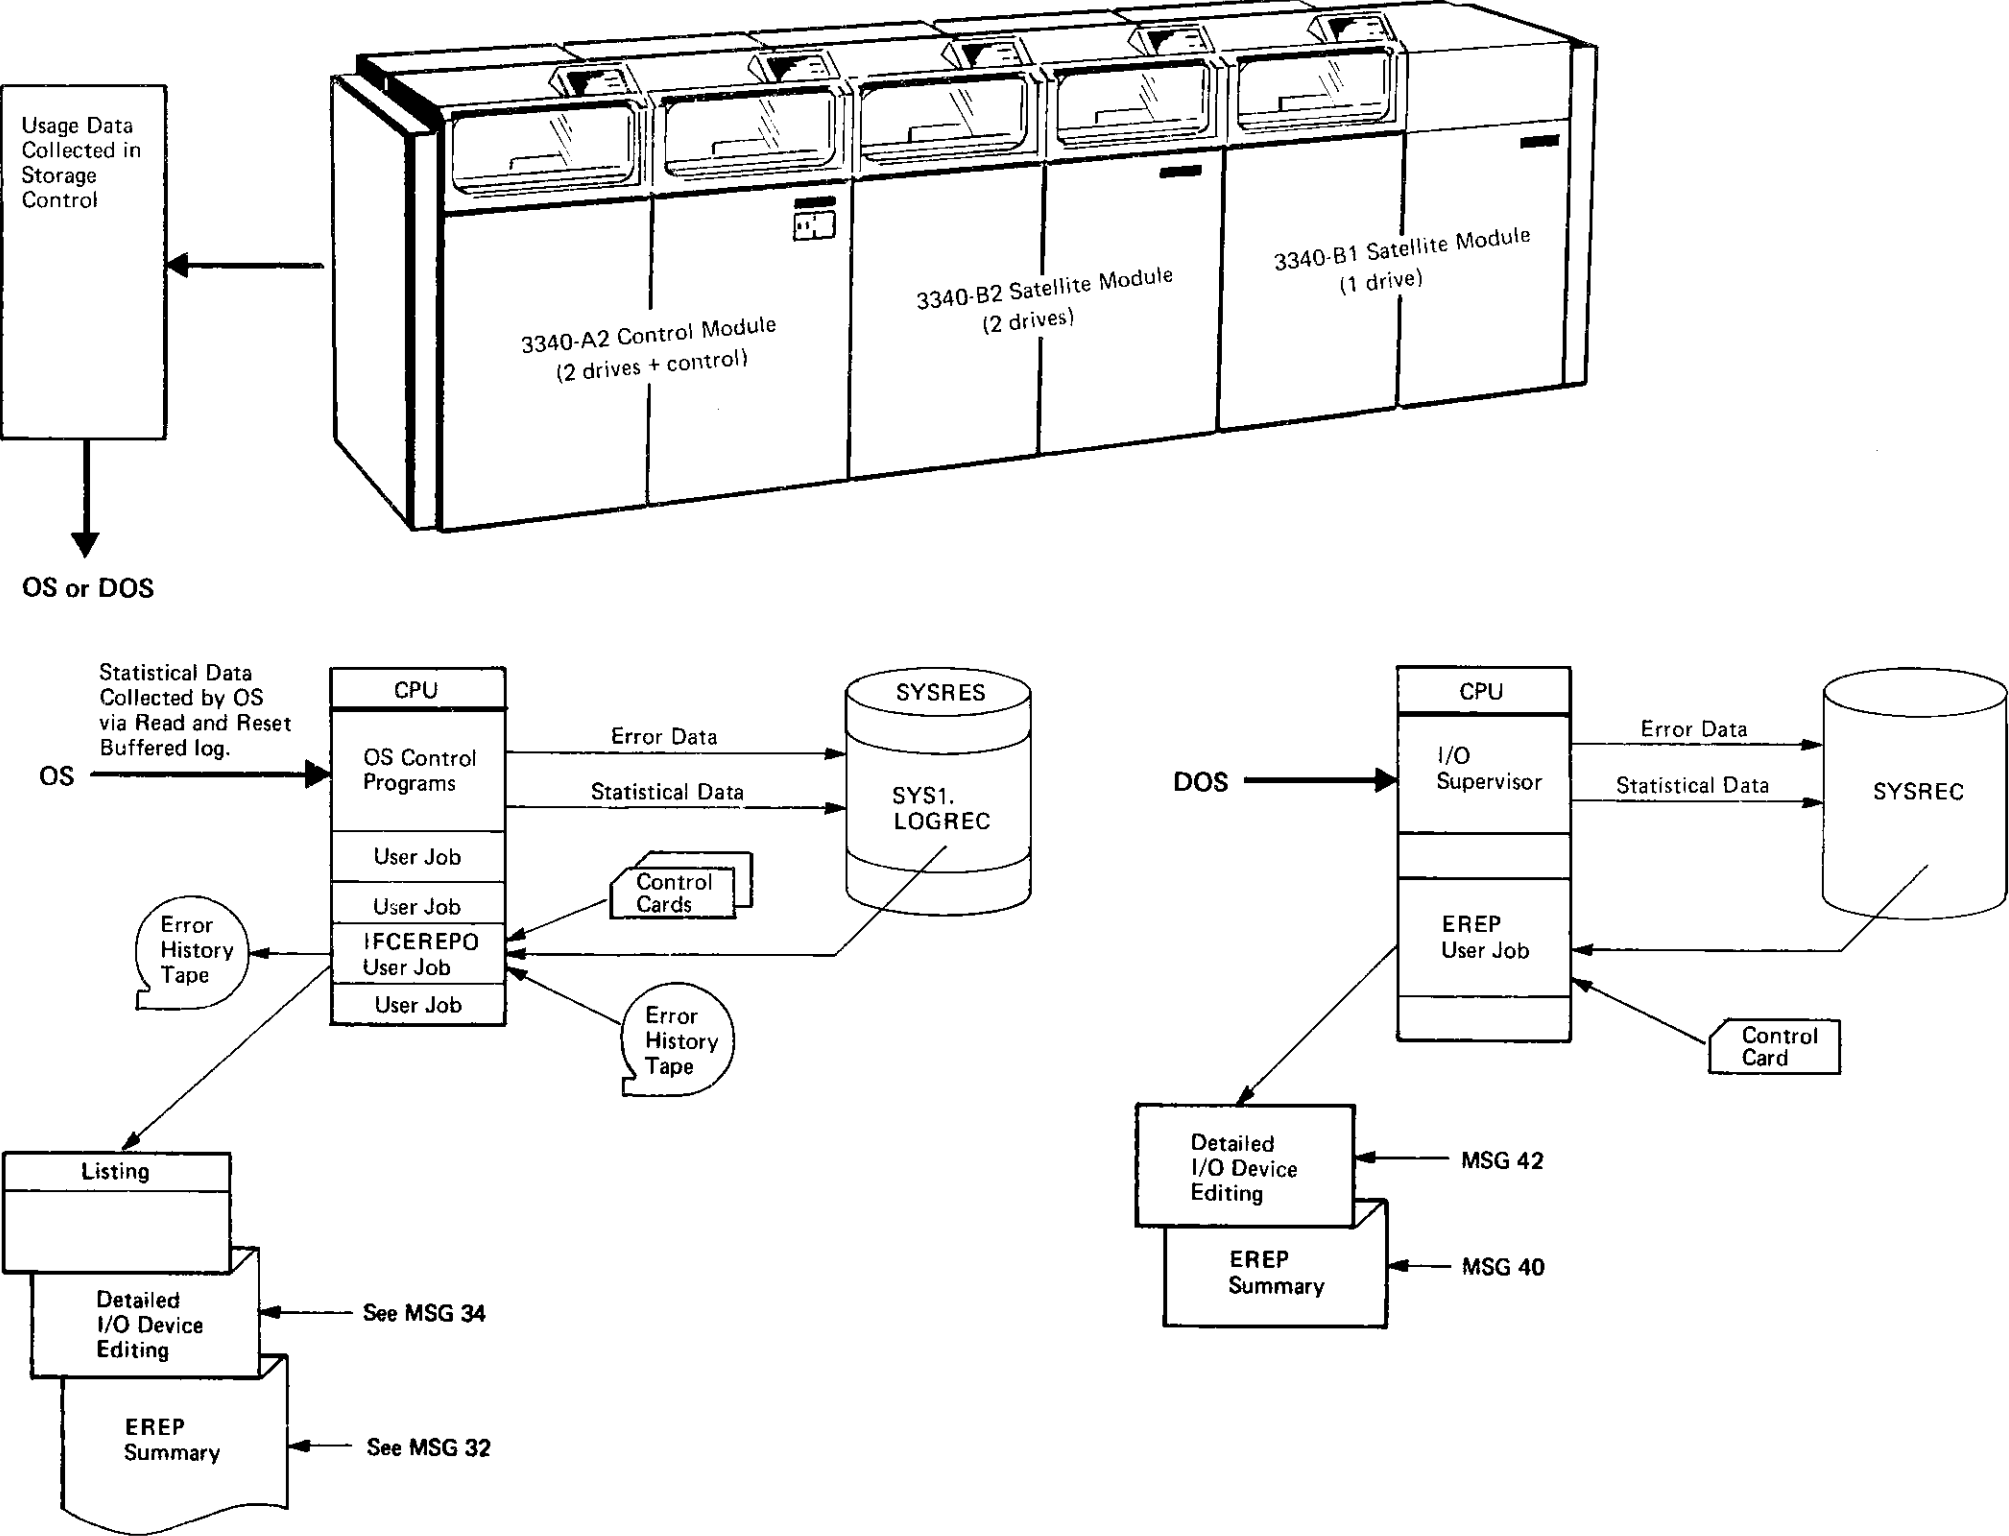 Usage Data
Collected in
Storage
Control
3340-A2 Control Module
(2 drives + control)
3340-B2 Satellite Module
(2 drives)
3340-B1 Satellite Module
(1 drive)
OS or DOS
Statistical Data
Collected by OS
via Read and Reset
Buffered log.
OS
CPU
OS Control
Programs
User Job
User Job
IFCEREPO
User Job
User Job
Error Data
Statistical Data
SYSRES
SYS1.
LOGREC
Control
Cards
Error
History
Tape
Error
History
Tape
Listing
Detailed
I/O Device
Editing
See MSG 34
EREP
Summary
See MSG 32
DOS
CPU
I/O
Supervisor
EREP
User Job
Error Data
Statistical Data
SYSREC
Control
Card
Detailed
I/O Device
Editing
MSG 42
EREP
Summary
MSG 40